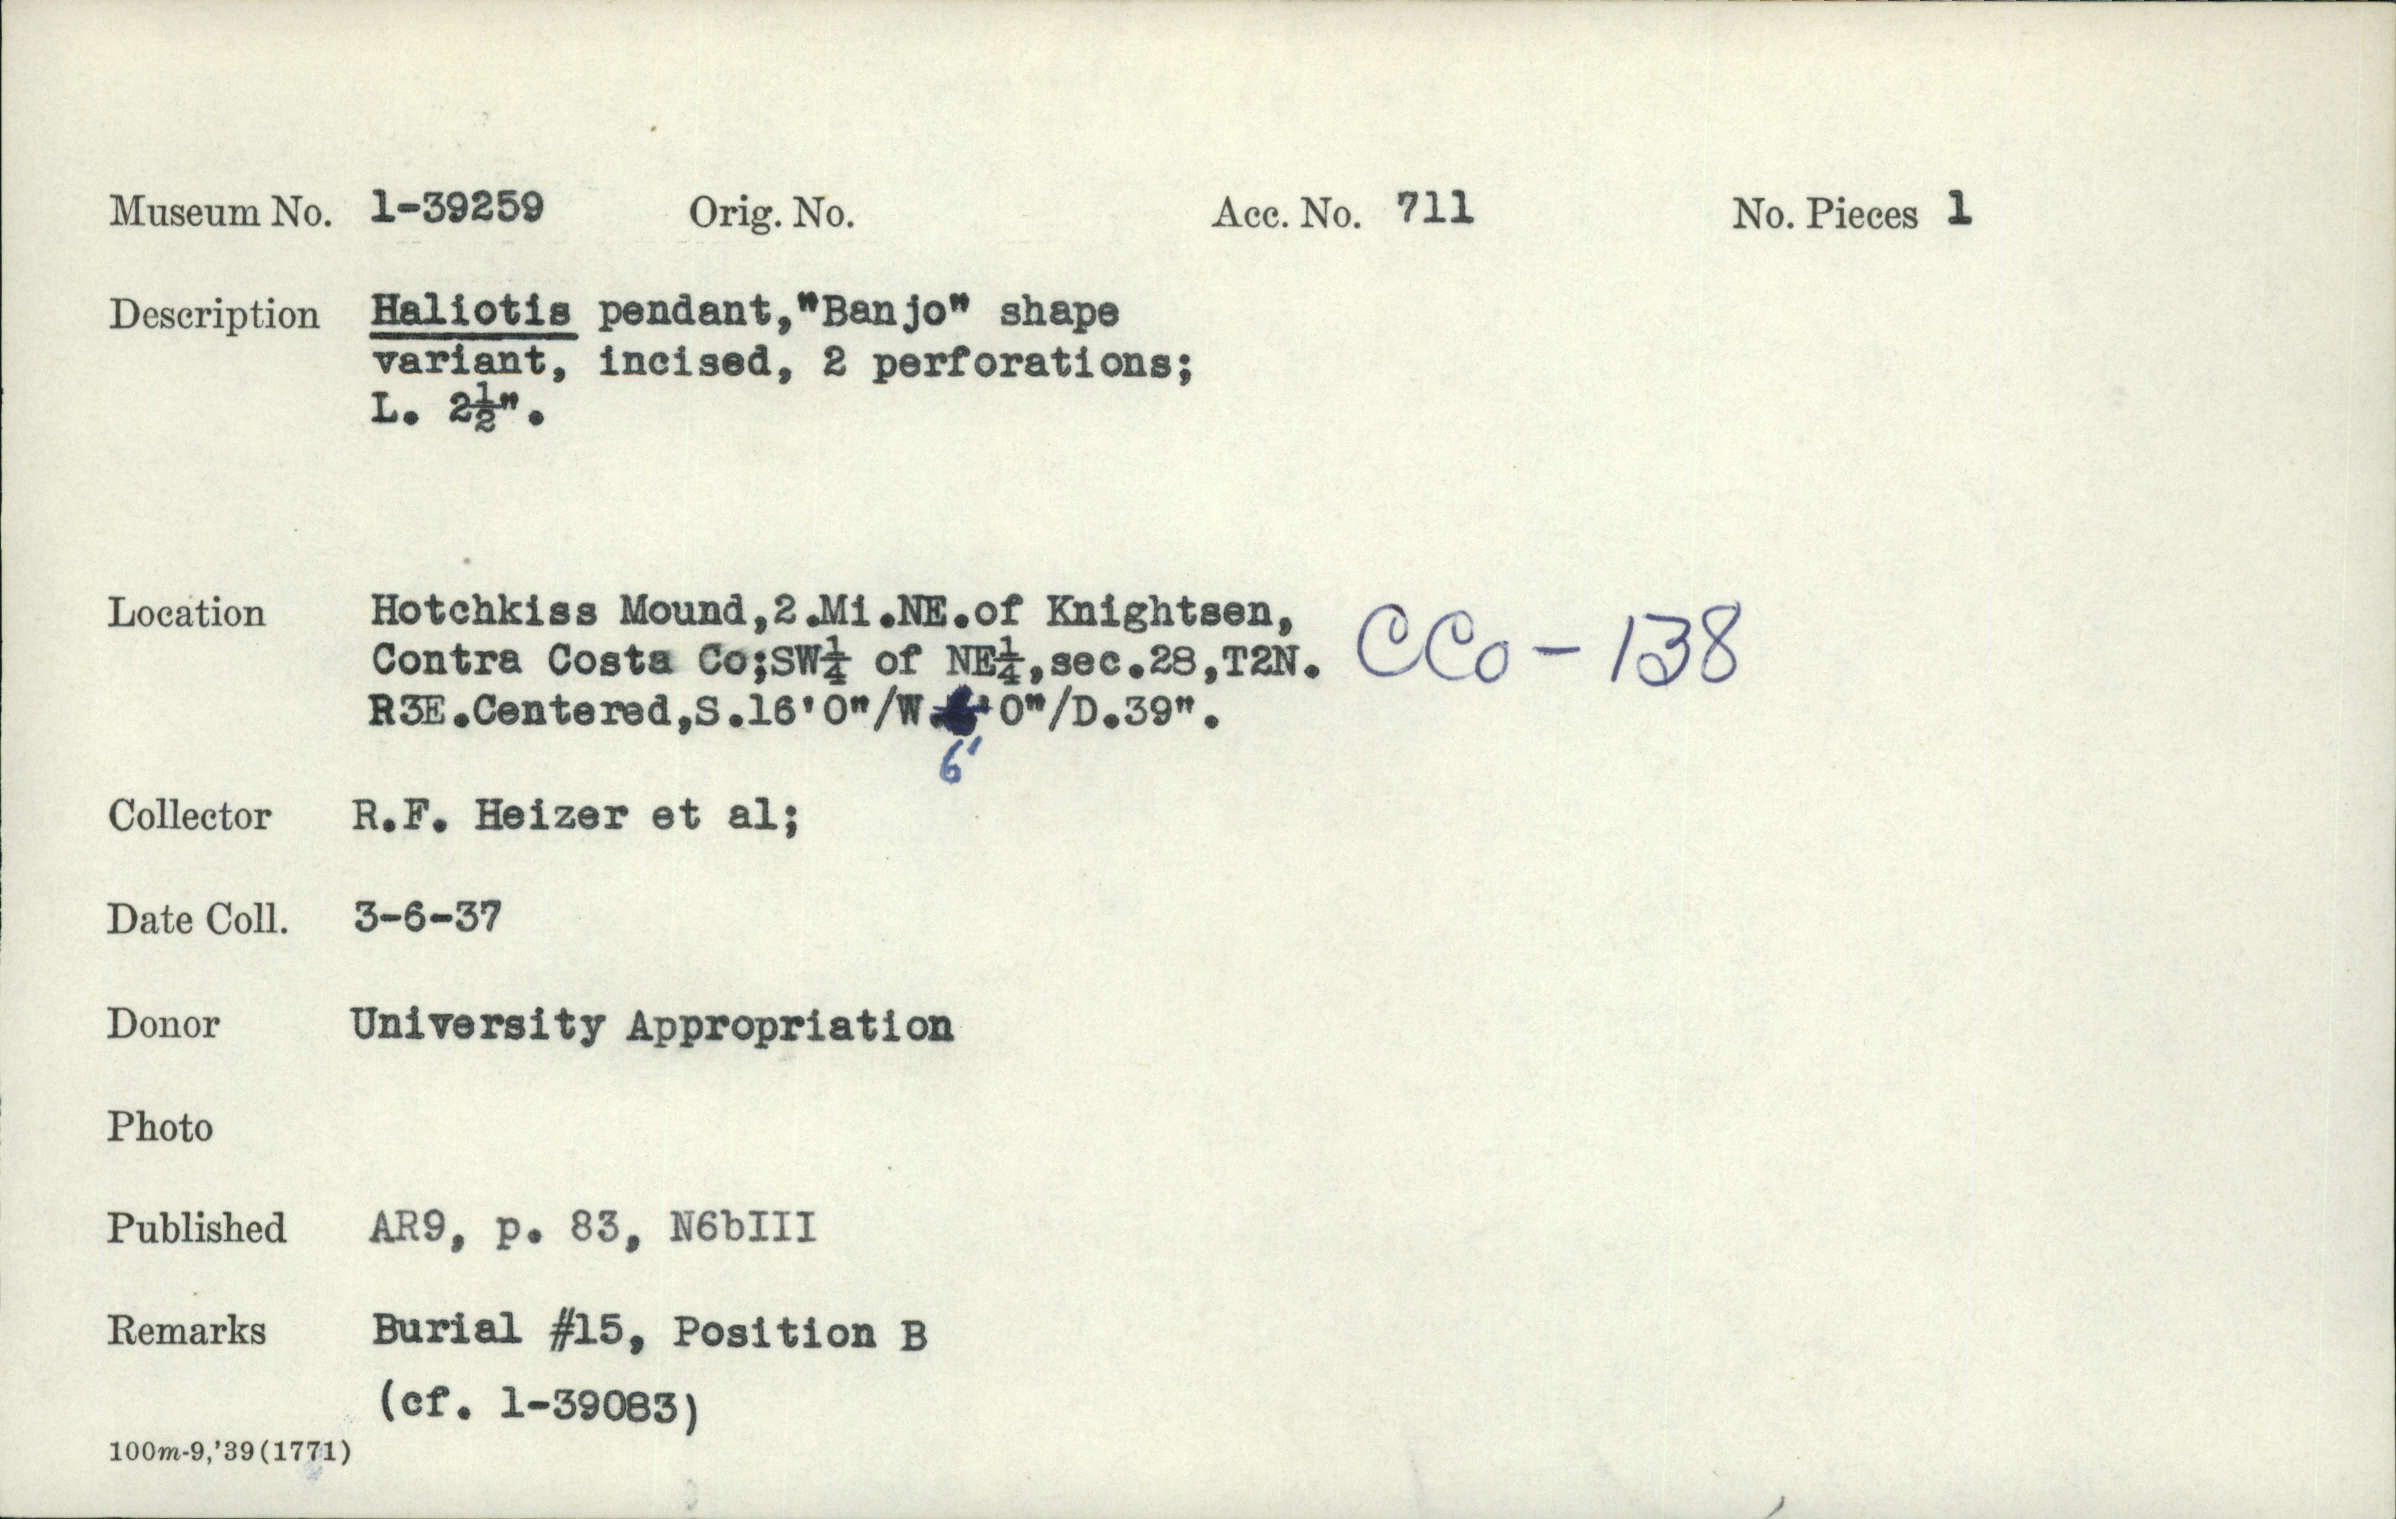 Museum No. 1-39259 Orig. No. Acc. No. 711 No. Pieces 1
Description Haliotis pendant,"Banjo" shape
variant, incised, 2 perforations;
L. 2½".
Location Hotchkiss Mound,2.Mi.NE.of Knightsen,
Contra Costa Co;SW¼ of NE¼,sec.28,T2N. CCo-138
R3E.Centered,S.16'0"/W. '0"/D.39".
6'
Collector R.F. Heizer et al;
Date Coll. 3-6-37
Donor University Appropriation
Photo
Published AR9, p. 83, N6bIII
Remarks Burial #15, Position B
(cf. 1-39083)
100m-9,'39(1771)